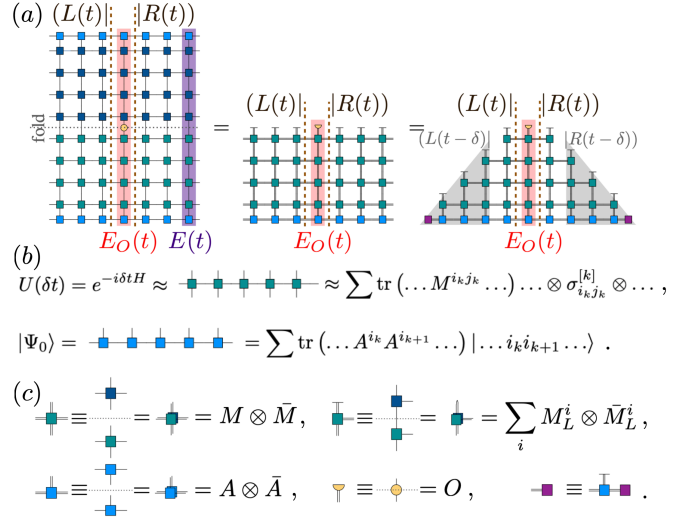 (a)
(L(t)| |R(t))
fold
E_O(t) E(t)
=
(L(t)| |R(t))
E_O(t)
=
(L(t)| |R(t))
(L(t−δ)| |R(t−δ))
E_O(t)
(b)
U(δt) = e^{−iδtH} ≈ ≈ ∑ tr (… M^{i_k j_k} …) … ⊗ σ^{[k]}_{i_k j_k} ⊗ … ,
|Ψ_0⟩ = = ∑ tr (… A^{i_k} A^{i_{k+1}} …) | … i_k i_{k+1} …⟩ .
(c)
≡ = = M ⊗ M̄ , ≡ = = ∑_i M^i_L ⊗ M̄^i_L ,
≡ = = A ⊗ Ā , ≡ = O , ≡ .